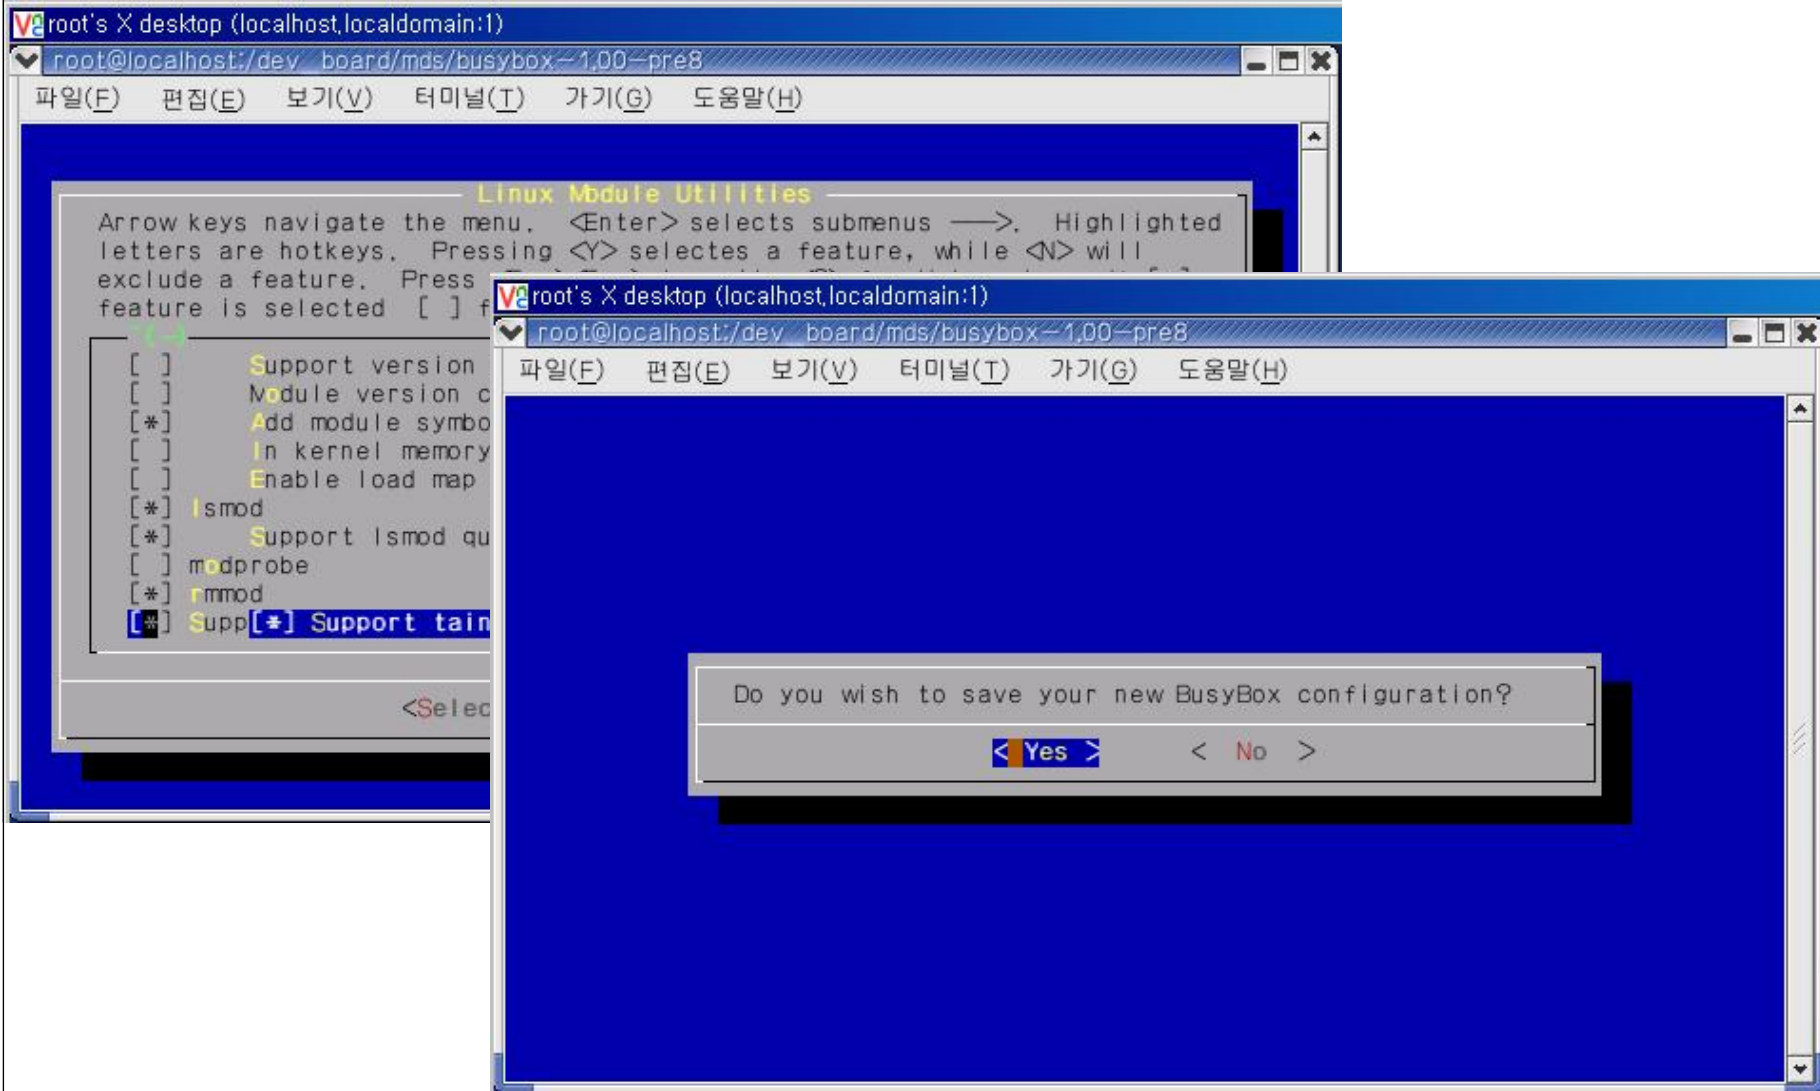 root's X desktop (localhost,localdomain:1)
root@localhost:/dev_board/mds/busybox-1,00-pre8
파일(F) 편집(E) 보기(V) 터미널(T) 가기(G) 도움말(H)
Linux Module Utilities
Arrow keys navigate the menu. <Enter> selects submenus --->. Highlighted
letters are hotkeys. Pressing <Y> selectes a feature, while <N> will
exclude a feature. Press
feature is selected [ ] f
^(-)
[ ] Support version
[ ] Module version c
[*] Add module symbo
[ ] In kernel memory
[ ] Enable load map
[*] lsmod
[*] Support lsmod qu
[ ] modprobe
[*] rmmod
[*] Supp[*] Support tain
<Selec
root's X desktop (localhost,localdomain:1)
root@localhost:/dev_board/mds/busybox-1,00-pre8
파일(F) 편집(E) 보기(V) 터미널(T) 가기(G) 도움말(H)
Do you wish to save your new BusyBox configuration?
< Yes > < No >